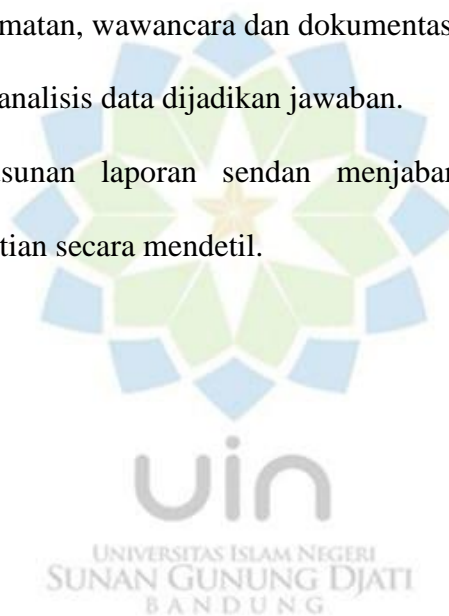 matan, wawancara dan dokumentas
analisis data dijadikan jawaban.
usunan laporan sendan menjabar
tian secara mendetil.
uin
UNIVERSITAS ISLAM NEGERI
SUNAN GUNUNG DJATI
BANDUNG